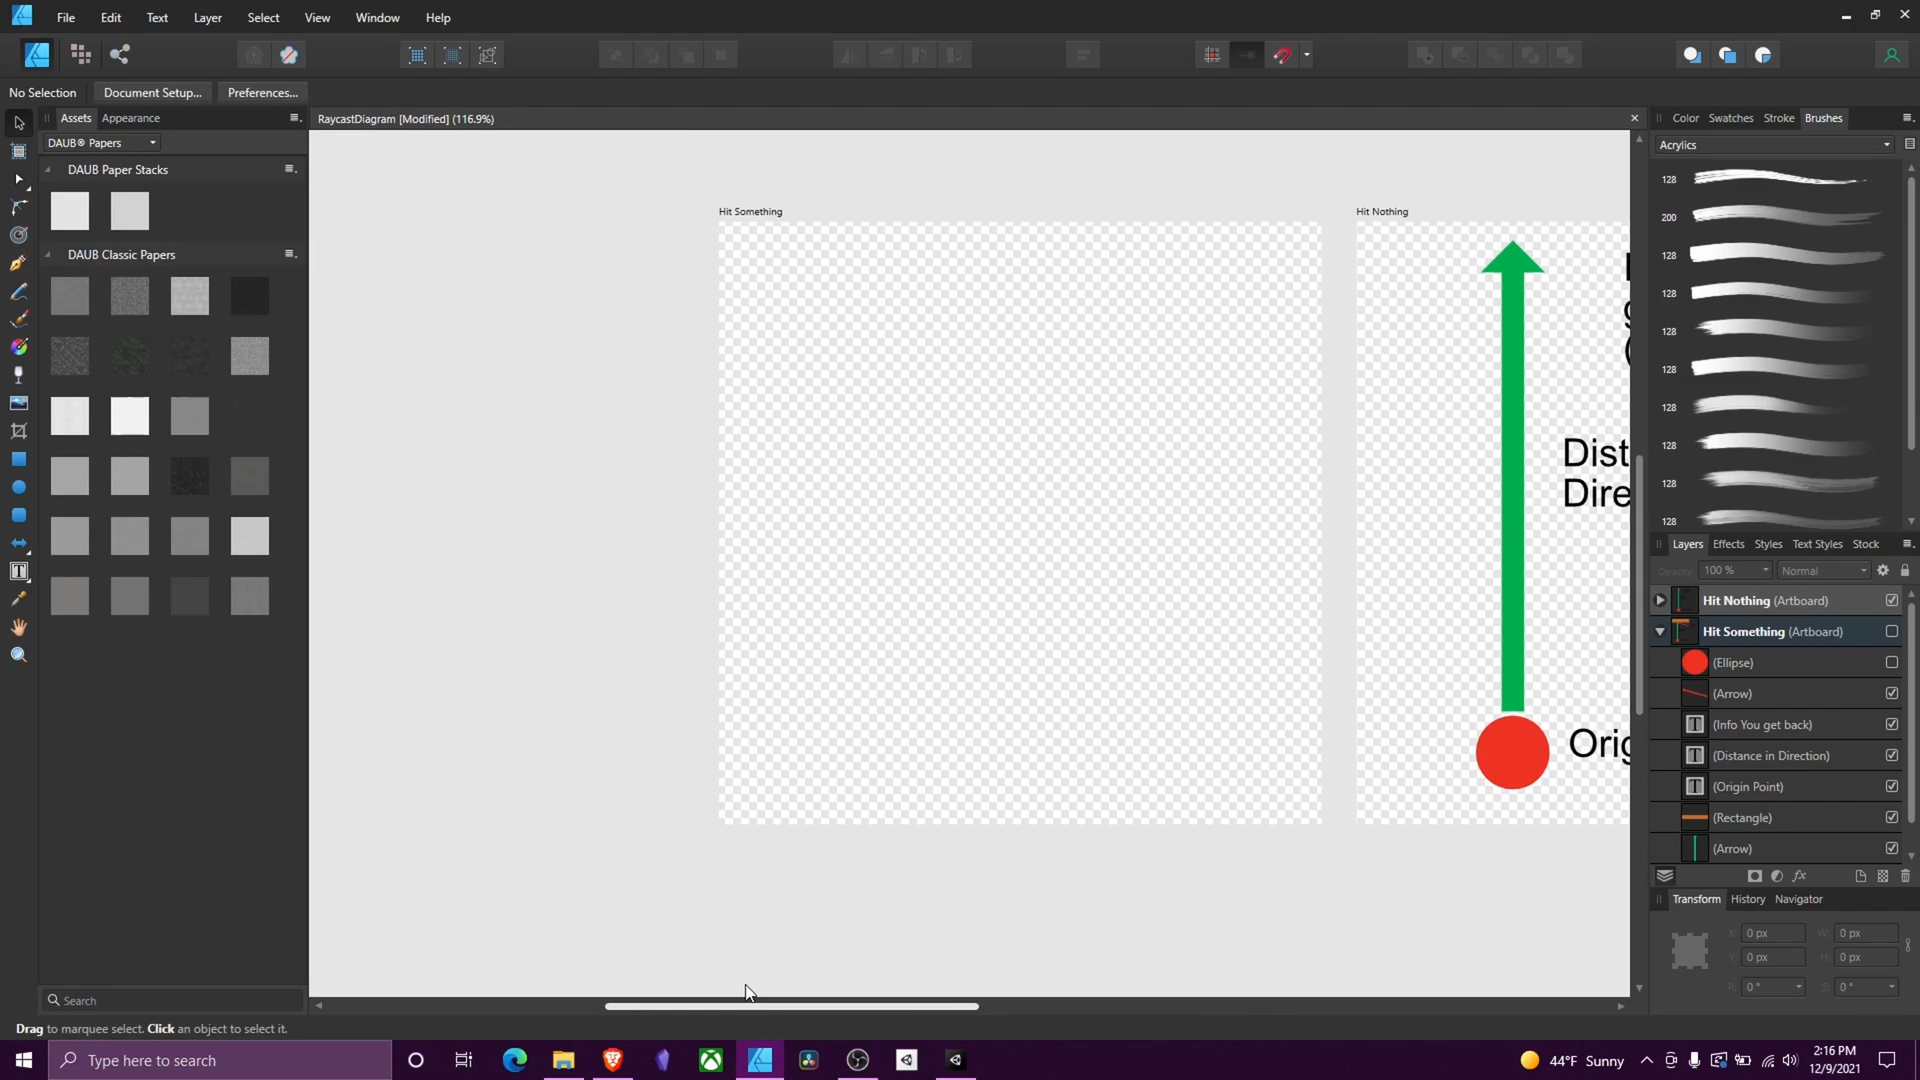 File Edit Text Layer Select View Window Help
No Selection Document Setup... Preferences...
Assets Appearance
RaycastDiagram [Modified] (116.9%)
Color Swatches Stroke Brushes
DAUB® Papers
Acrylics
DAUB Paper Stacks
128
200
128
128
128
128
128
128
128
128
DAUB Classic Papers
Hit Something
Hit Nothing
Dist
Dire
Orig
Layers Effects Styles Text Styles Stock
Opacity: 100 % Normal
Hit Nothing (Artboard)
Hit Something (Artboard)
(Ellipse)
(Arrow)
(Info You get back)
(Distance in Direction)
(Origin Point)
(Rectangle)
(Arrow)
fx
Transform History Navigator
X: 0 px W: 0 px
Y: 0 px H: 0 px
R: 0 ° S: 0 °
Search
Drag to marquee select. Click an object to select it.
Type here to search
44°F Sunny
2:16 PM
12/9/2021